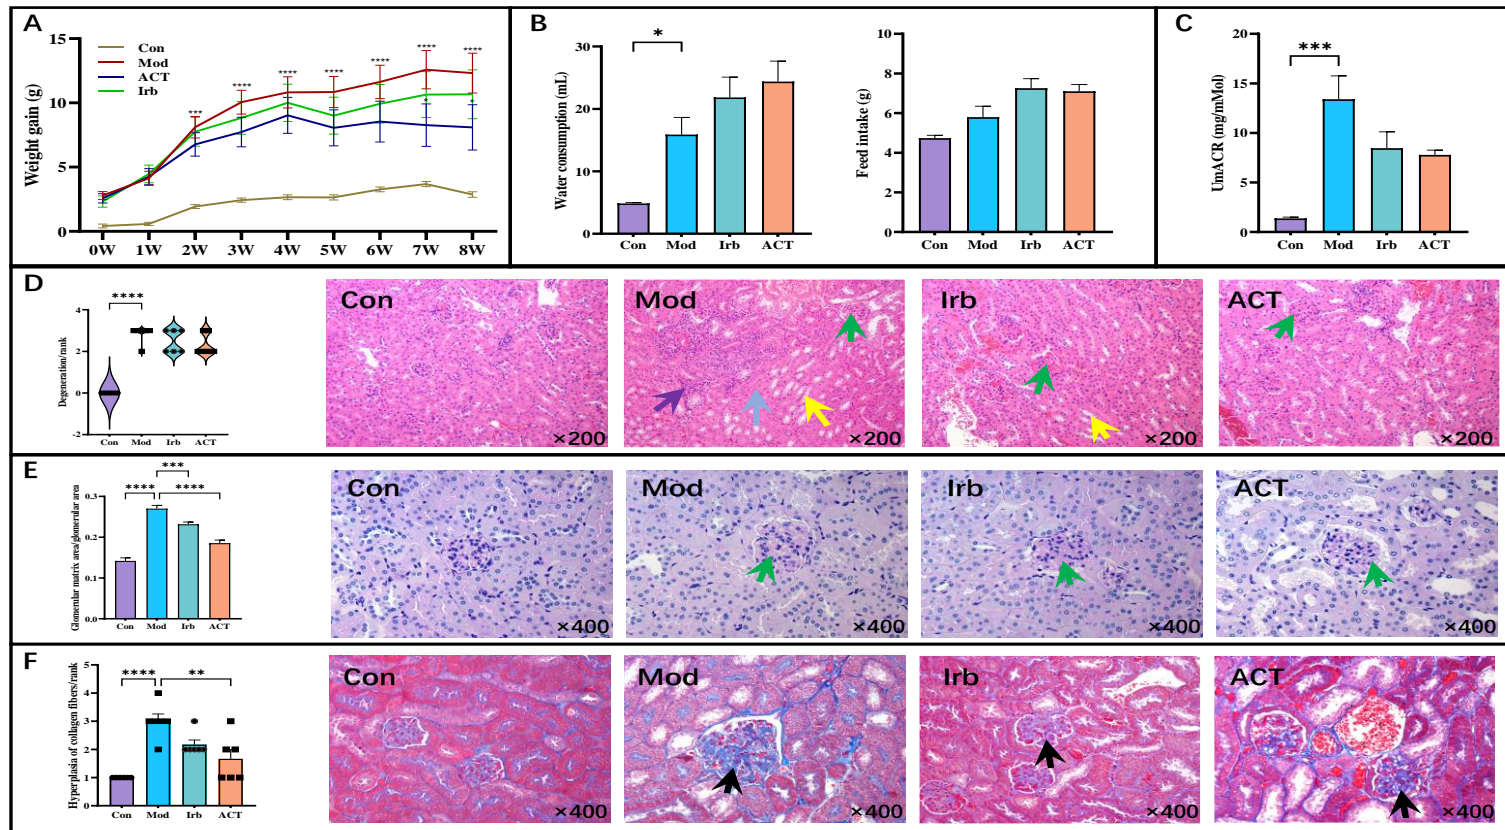 A
Weight gain (g)
15
10
5
0
Con
Mod
ACT
Irb
***
****
****
****
****
****
****
*
*
0W 1W 2W 3W 4W 5W 6W 7W 8W
B
Water consumption (mL)
30
20
10
0
*
Con Mod Irb ACT
Feed intake (g)
10
8
6
4
2
0
Con Mod Irb ACT
C
UmACR (mg/mMol)
20
15
10
5
0
***
Con Mod Irb ACT
D
Degeneration/rank
4
2
0
-2
****
Con Mod Irb ACT
Con
×200
Mod
×200
Irb
×200
ACT
×200
E
Glomerular matrix area/glomerular area
0.3
0.2
0.1
0.0
***
**** ****
Con Mod Irb ACT
Con
×400
Mod
×400
Irb
×400
ACT
×400
F
Hyperplasia of collagen fibers/rank
5
4
3
2
1
0
**** **
Con Mod Irb ACT
Con
×400
Mod
×400
Irb
×400
ACT
×400